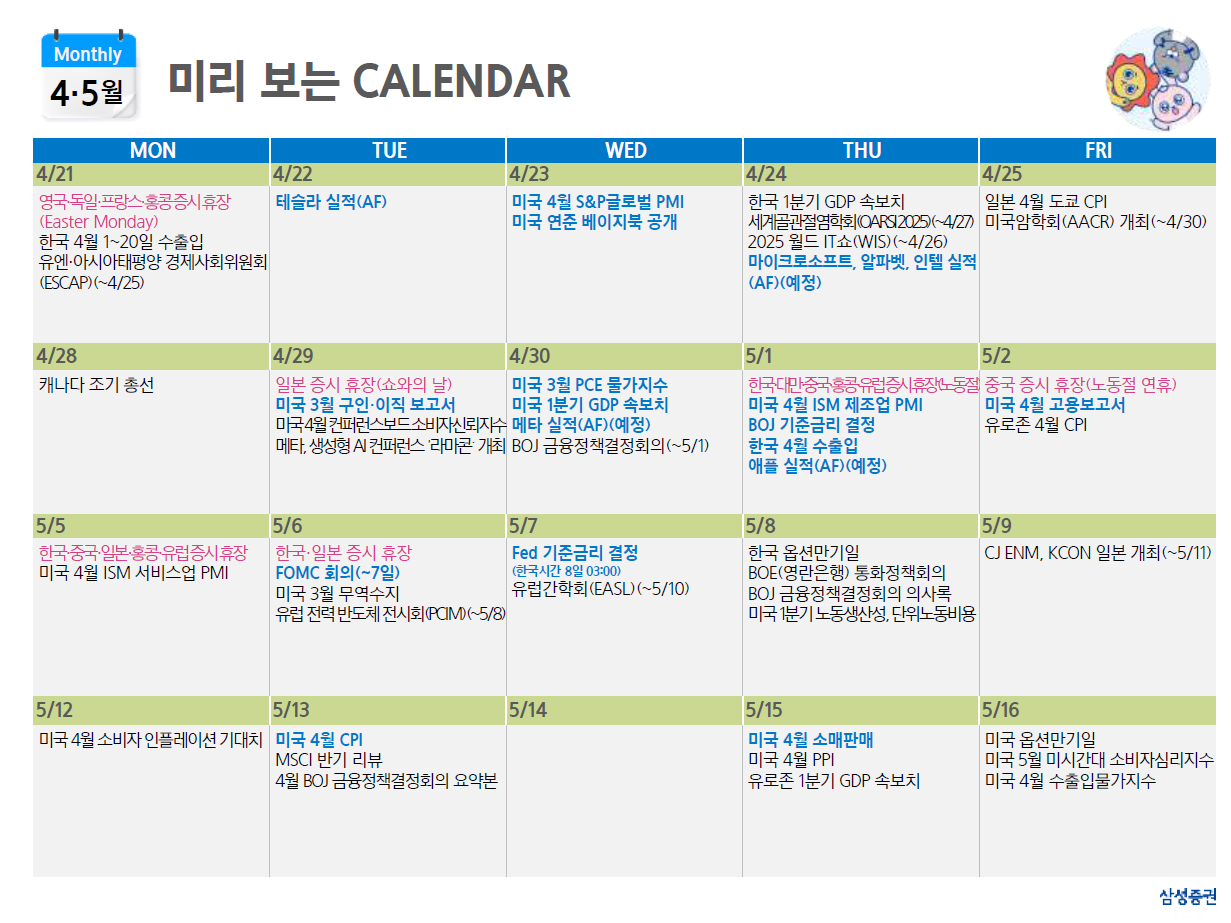 Monthly
4·5월
미리 보는 CALENDAR
MON TUE WED THU FRI
4/21 4/22 4/23 4/24 4/25
영국·독일·프랑스·홍콩 증시 휴장
(Easter Monday)
한국 4월 1~20일 수출입
유엔·아시아태평양 경제사회위원회
(ESCAP)(~4/25)
테슬라 실적(AF)
미국 4월 S&P글로벌 PMI
미국 연준 베이지북 공개
한국 1분기 GDP 속보치
세계골관절염학회(OARSI 2025)(~4/27)
2025 월드 IT쇼(WIS)(~4/26)
마이크로소프트, 알파벳, 인텔 실적
(AF)(예정)
일본 4월 도쿄 CPI
미국암학회(AACR) 개최(~4/30)
4/28 4/29 4/30 5/1 5/2
캐나다 조기 총선
일본 증시 휴장(쇼와의 날)
미국 3월 구인·이직 보고서
미국 4월 컨퍼런스보드 소비자신뢰지수
메타, 생성형 AI 컨퍼런스 '라마콘' 개최
미국 3월 PCE 물가지수
미국 1분기 GDP 속보치
메타 실적(AF)(예정)
BOJ 금융정책결정회의(~5/1)
한국·대만·중국·홍콩·유럽 증시 휴장(노동절
미국 4월 ISM 제조업 PMI
BOJ 기준금리 결정
한국 4월 수출입
애플 실적(AF)(예정)
중국 증시 휴장(노동절 연휴)
미국 4월 고용보고서
유로존 4월 CPI
5/5 5/6 5/7 5/8 5/9
한국·중국·일본·홍콩·유럽 증시 휴장
미국 4월 ISM 서비스업 PMI
한국·일본 증시 휴장
FOMC 회의(~7일)
미국 3월 무역수지
유럽 전력 반도체 전시회(PCIM)(~5/8)
Fed 기준금리 결정
(한국시간 8일 03:00)
유럽간학회(EASL)(~5/10)
한국 옵션만기일
BOE(영란은행) 통화정책회의
BOJ 금융정책결정회의 의사록
미국 1분기 노동생산성, 단위노동비용
CJ ENM, KCON 일본 개최(~5/11)
5/12 5/13 5/14 5/15 5/16
미국 4월 소비자 인플레이션 기대치
미국 4월 CPI
MSCI 반기 리뷰
4월 BOJ 금융정책결정회의 요약본
미국 4월 소매판매
미국 4월 PPI
유로존 1분기 GDP 속보치
미국 옵션만기일
미국 5월 미시간대 소비자심리지수
미국 4월 수출입물가지수
삼성증권